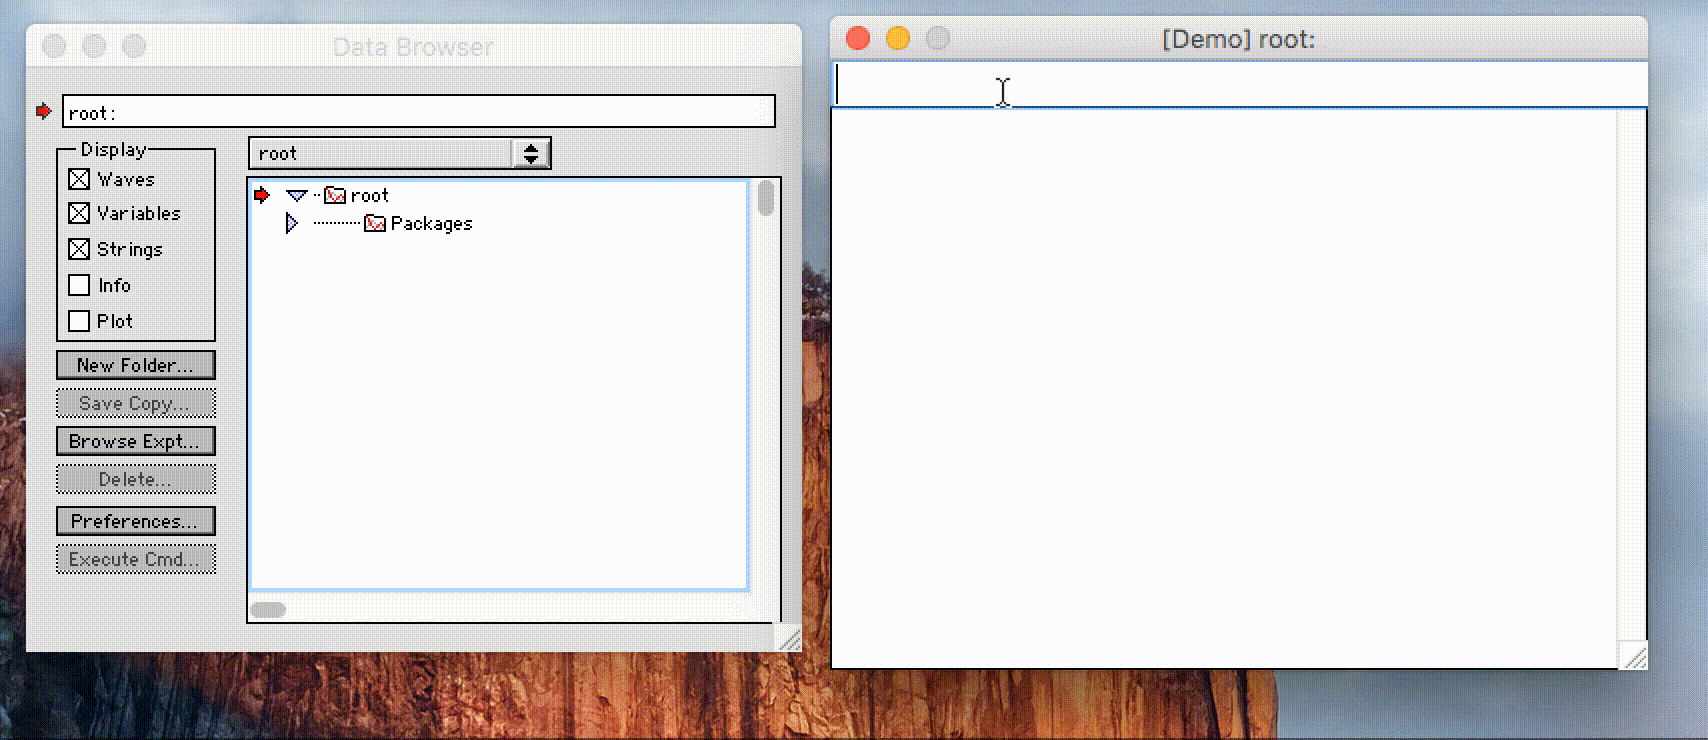 Data Browser
root:
Display
Waves
Variables
Strings
Info
Plot
New Folder...
Save Copy...
Browse Expt...
Delete...
Preferences...
Execute Cmd...
root
root
Packages
[Demo] root: